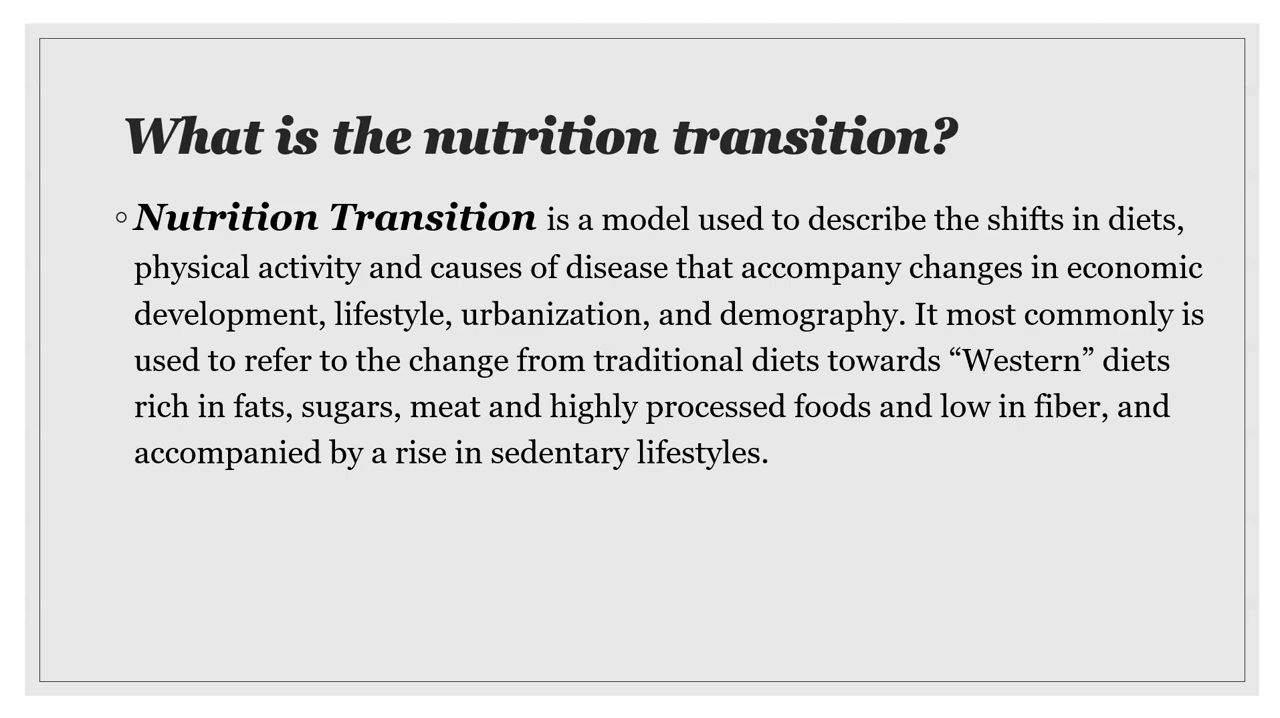 What is the nutrition transition?
◦ Nutrition Transition is a model used to describe the shifts in diets,
physical activity and causes of disease that accompany changes in economic
development, lifestyle, urbanization, and demography. It most commonly is
used to refer to the change from traditional diets towards “Western” diets
rich in fats, sugars, meat and highly processed foods and low in fiber, and
accompanied by a rise in sedentary lifestyles.